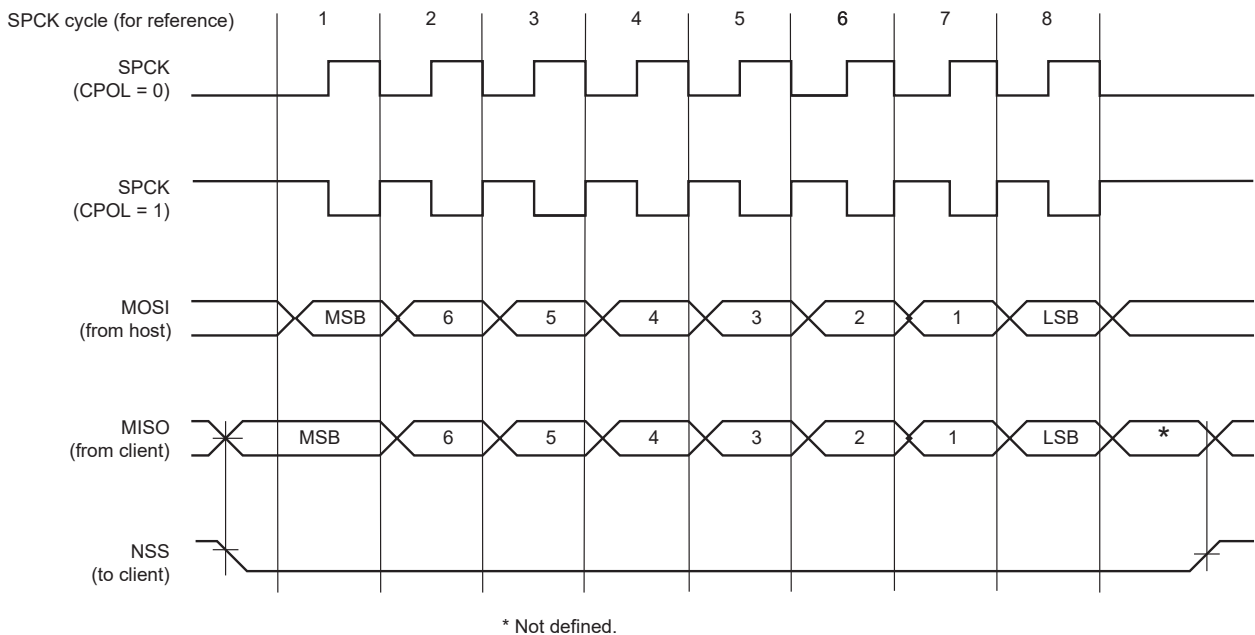 SPCK cycle (for reference) 1 2 3 4 5 6 7 8
SPCK
(CPOL = 0)
SPCK
(CPOL = 1)
MOSI
(from host)
MSB 6 5 4 3 2 1 LSB
MISO
(from client)
MSB 6 5 4 3 2 1 LSB *
NSS
(to client)
* Not defined.